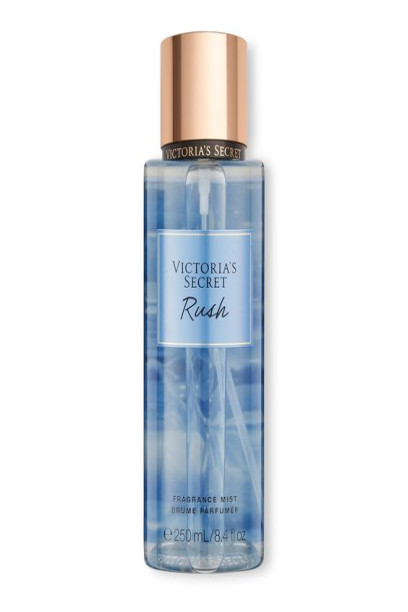 VICTORIA'S SECRET
VICTORIA'S
SECRET
Rush
FRAGRANCE MIST
BRUME PARFUMÉE
℮250 mL/8.4 fl oz